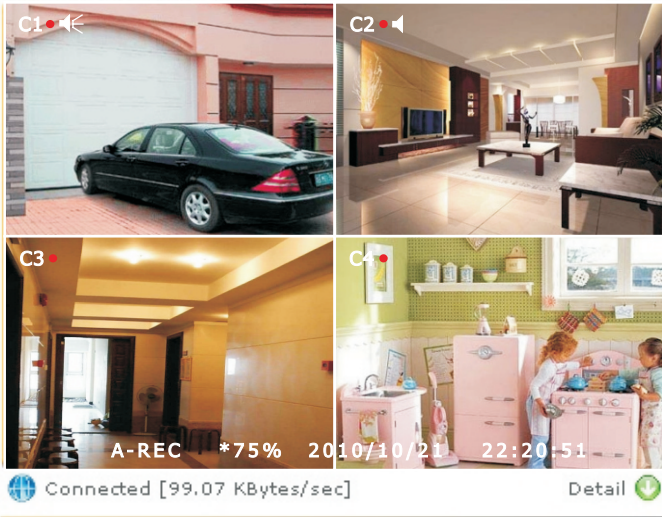 C1
C2
C3
C4
A-REC *75% 2010/10/21 22:20:51
Connected [99.07 KBytes/sec]
Detail